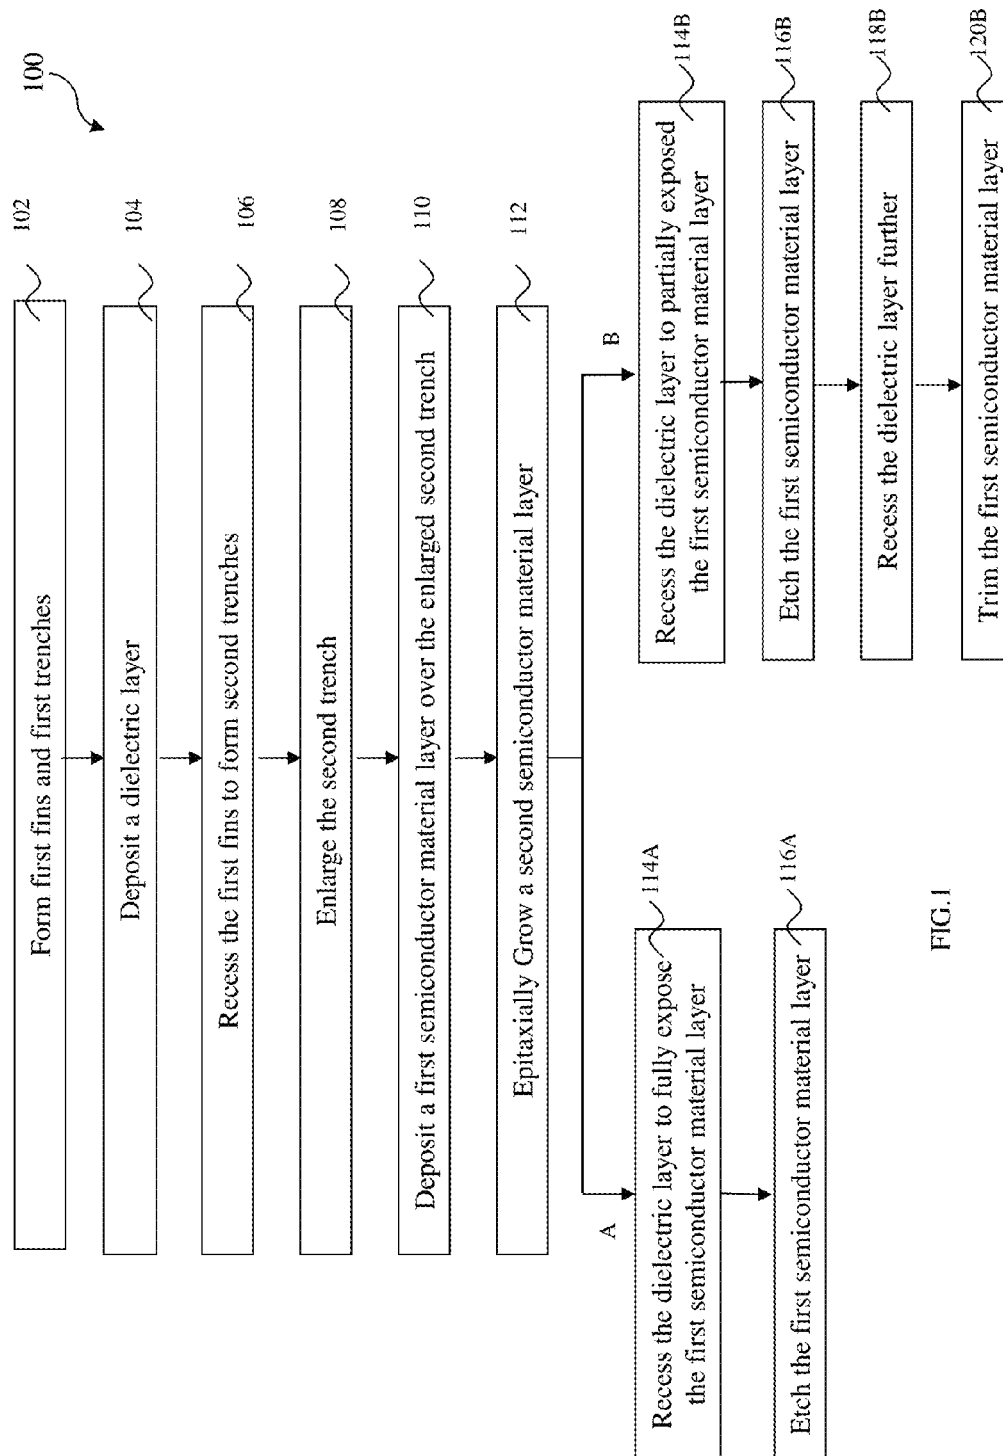 100
Form first fins and first trenches
102
Deposit a dielectric layer
104
Recess the first fins to form second trenches
106
Enlarge the second trench
108
Deposit a first semiconductor material layer over the enlarged second trench
110
Epitaxially Grow a second semiconductor material layer
112
A
Recess the dielectric layer to fully expose
the first semiconductor material layer
114A
Etch the first semiconductor material layer
116A
B
Recess the dielectric layer to partially exposed
the first semiconductor material layer
114B
Etch the first semiconductor material layer
116B
Recess the dielectric layer further
118B
Trim the first semiconductor material layer
120B
FIG.1